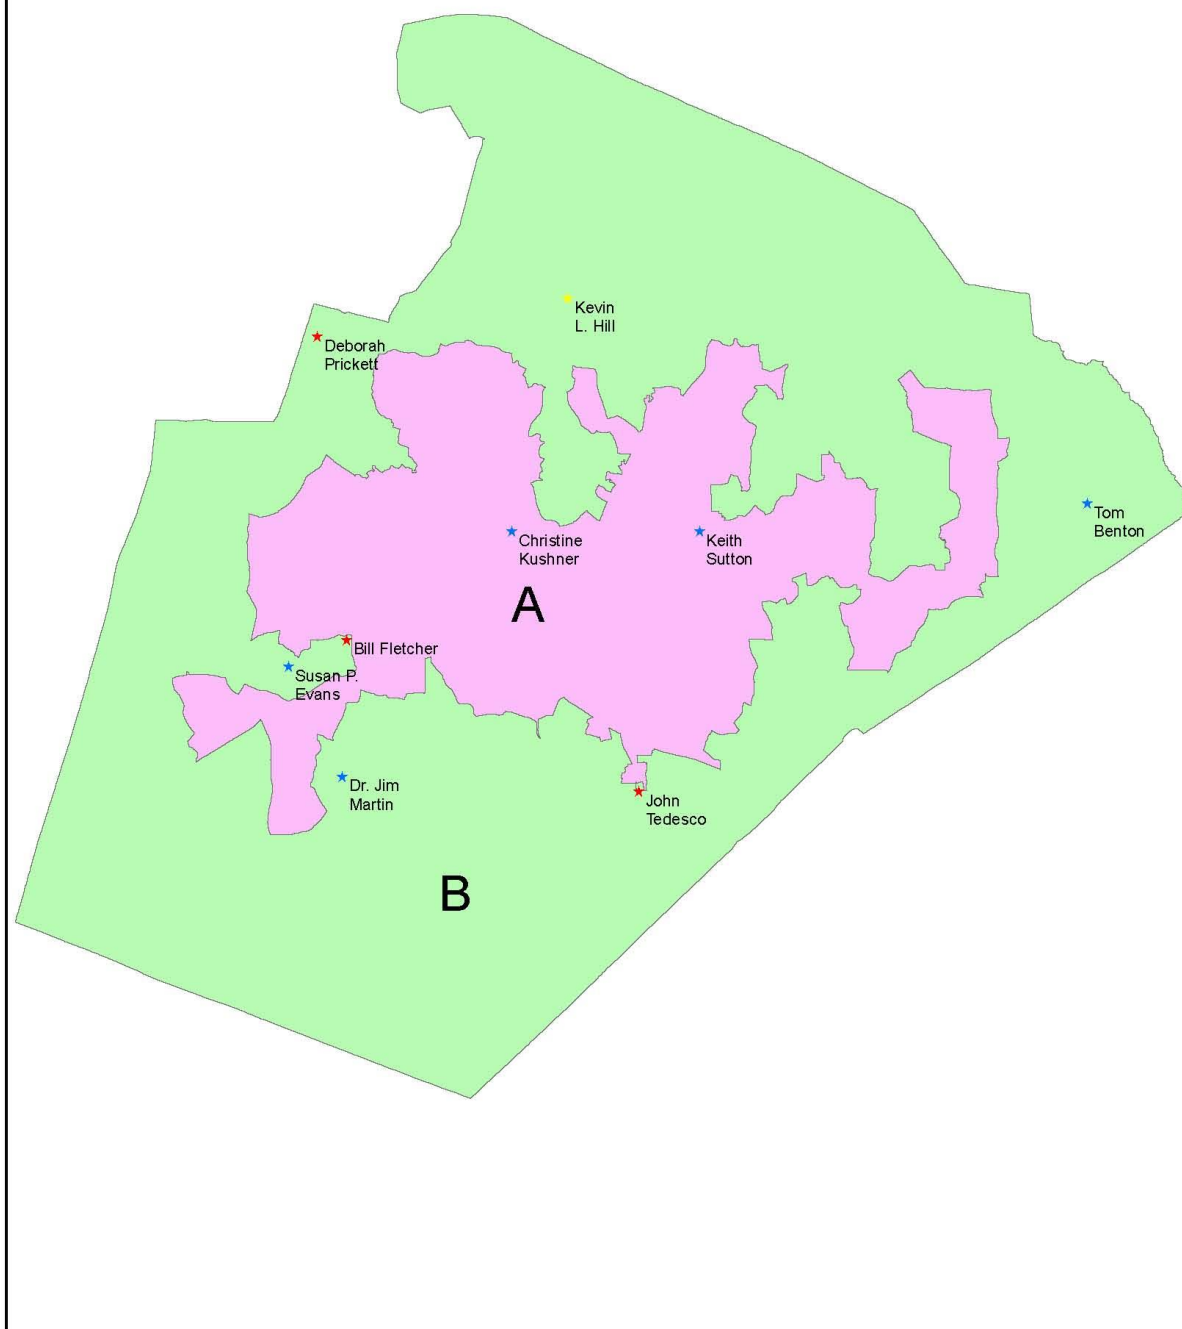 Kevin
L. Hill
Deborah
Prickett
Tom
Benton
Christine
Kushner
Keith
Sutton
A
Bill Fletcher
Susan P.
Evans
Dr. Jim
Martin
John
Tedesco
B